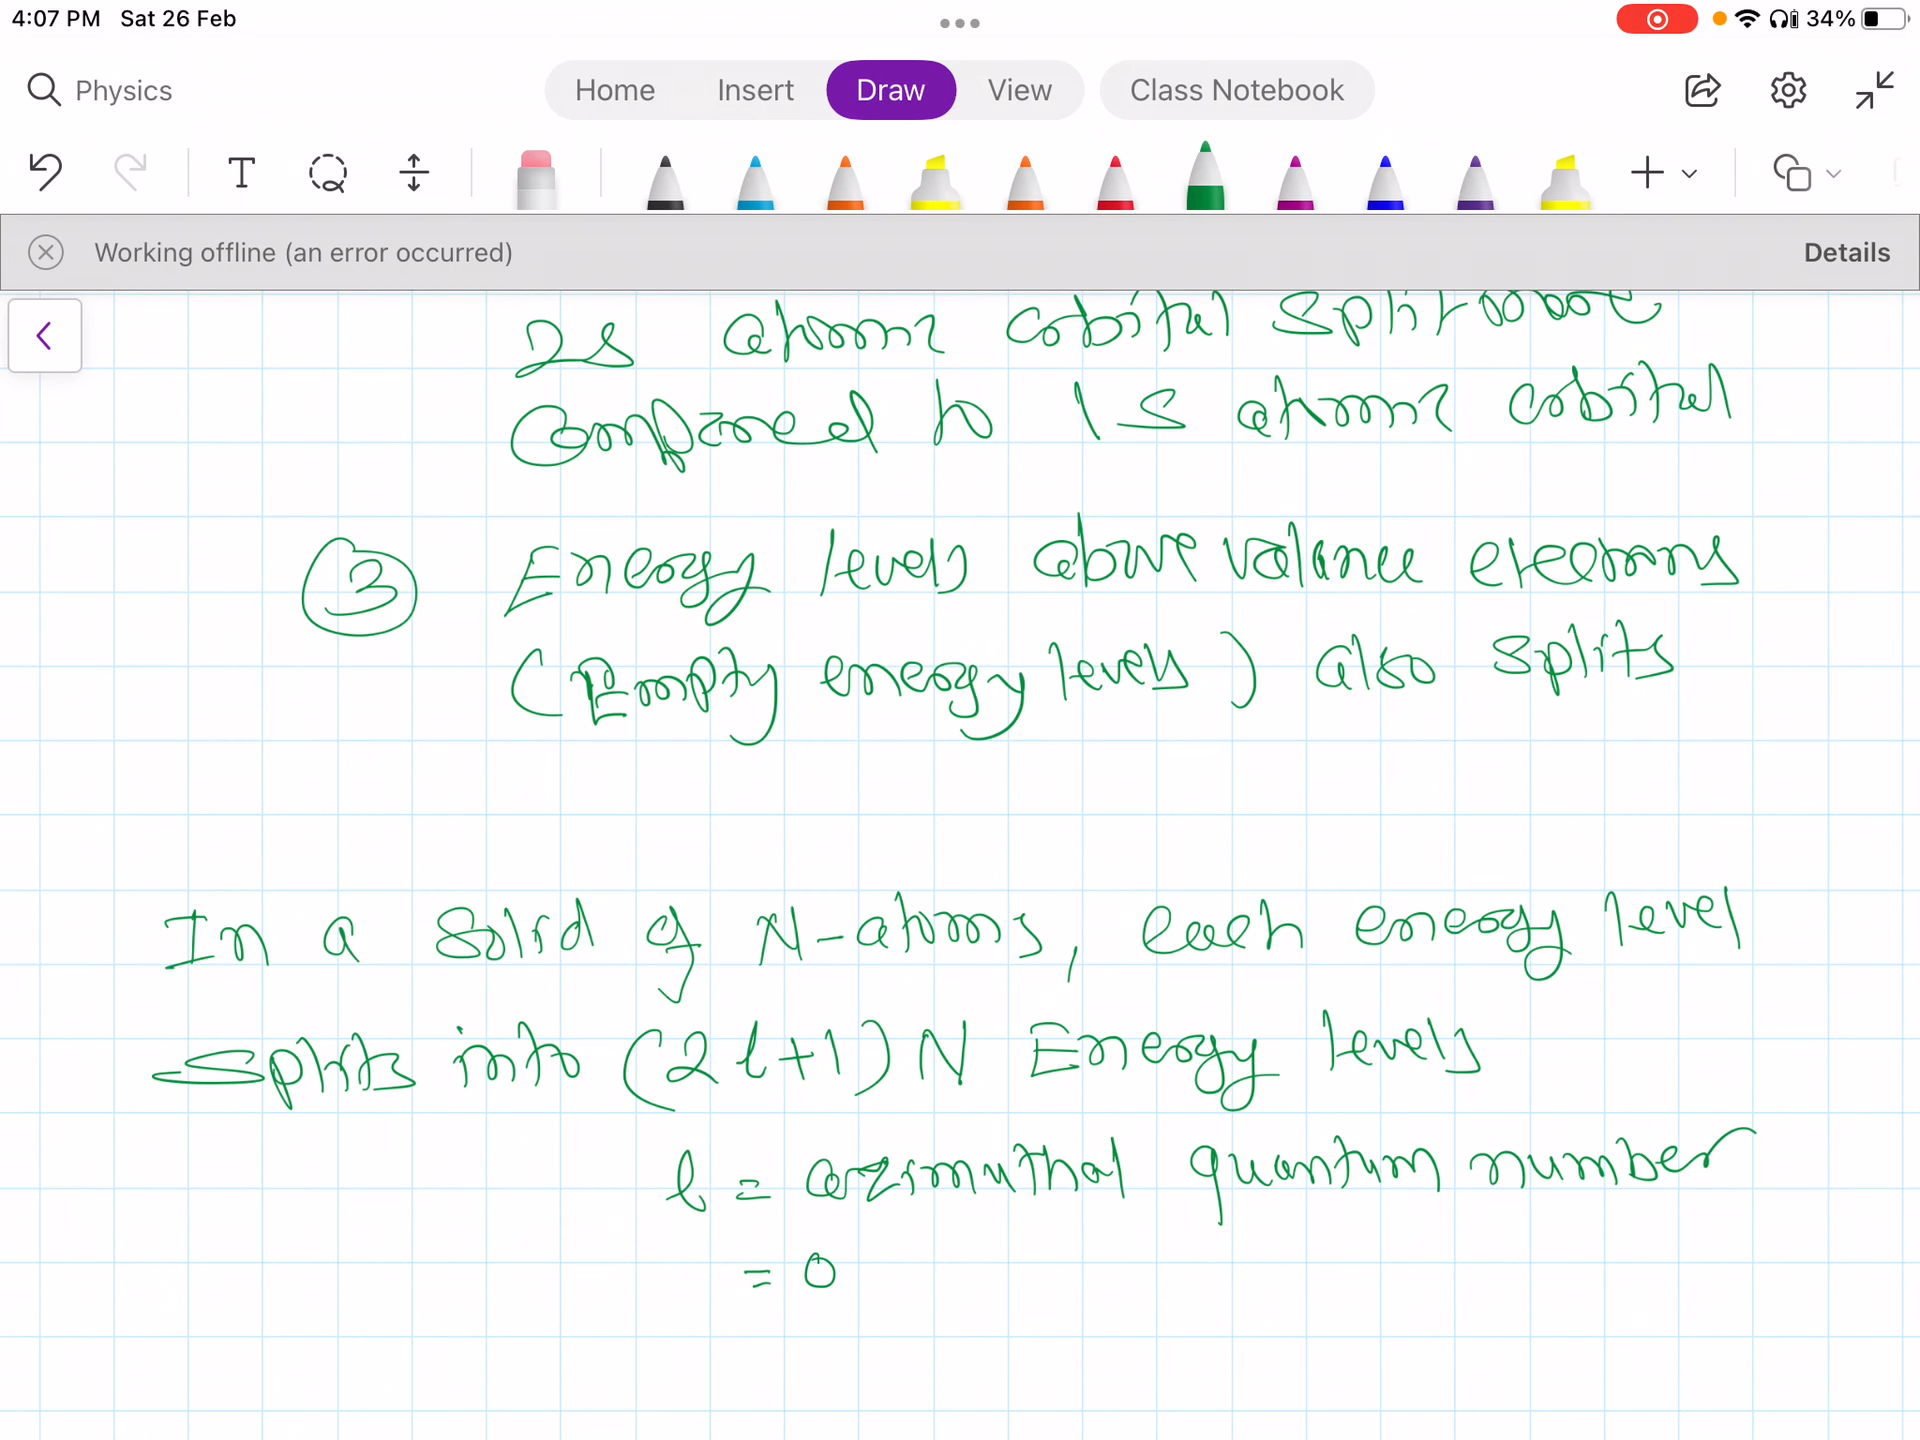 4:07 PM Sat 26 Feb
34%
Physics
Home Insert Draw View Class Notebook
T
Working offline (an error occurred) Details
2s atomic orbital split more
Compared to 1S atomic orbital
3 Energy levels above valance electrons
(Empty energy levels) also splits
In a Solid of N-atoms, each energy level
Splits into (2l+1)N Energy levels
l = azimuthal quantum number
= 0